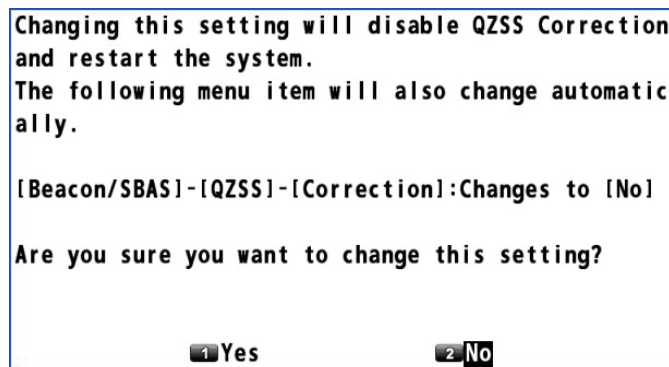 Changing this setting will disable QZSS Correction
and restart the system.
The following menu item will also change automatic
ally.
[Beacon/SBAS]-[QZSS]-[Correction]:Changes to [No]
Are you sure you want to change this setting?
1 Yes 2 No